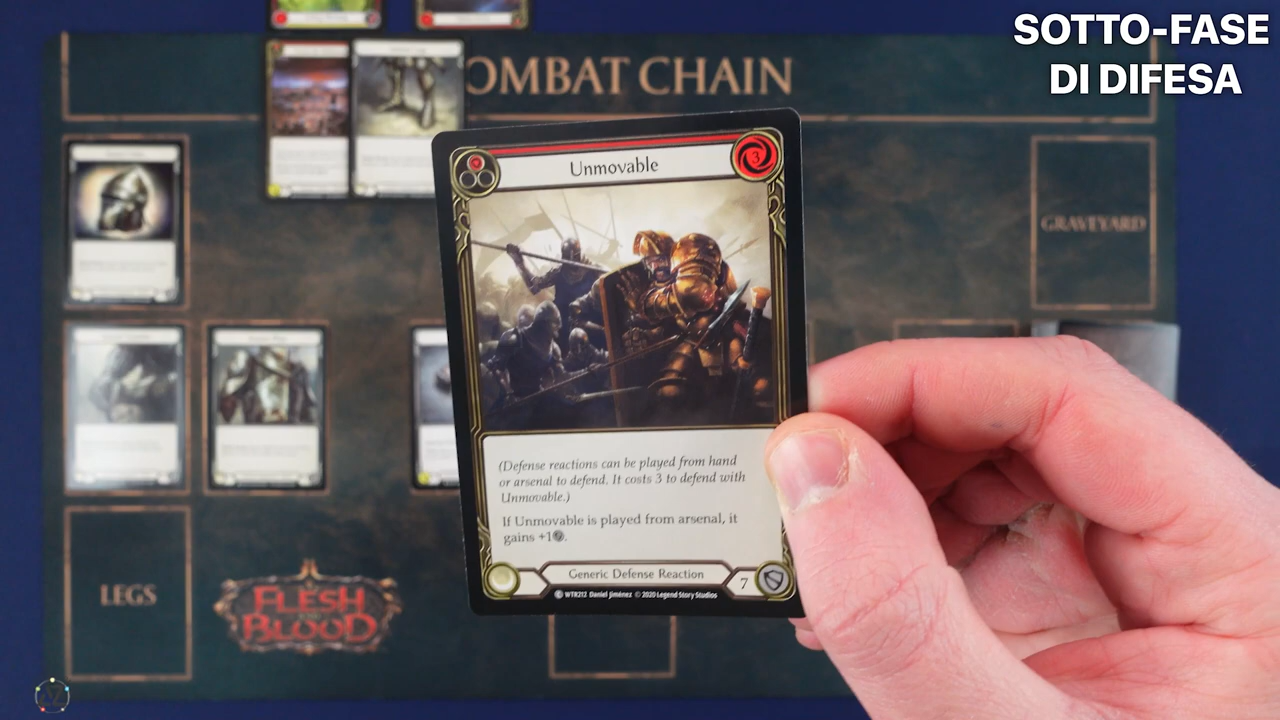 SOTTO-FASE
DI DIFESA
OMBAT CHAIN
Unmovable
3
GRAVEYARD
(Defense reactions can be played from hand
or arsenal to defend. It costs 3 to defend with
Unmovable.)
If Unmovable is played from arsenal, it
gains +1
Generic Defense Reaction
7
WTR212 Daniel Jiménez © 2020 Legend Story Studios
LEGS
FLESH
AND
BLOOD